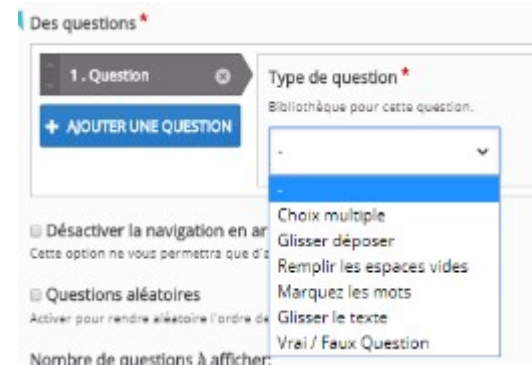 Des questions *
1. Question
+ AJOUTER UNE QUESTION
Type de question *
Bibliothèque pour cette question.
-
-
Choix multiple
Glisser déposer
Remplir les espaces vides
Marquez les mots
Glisser le texte
Vrai / Faux Question
Désactiver la navigation en ar
Cette option ne vous permettra que d'a
Questions aléatoires
Activer pour rendre aléatoire l'ordre de
Nombre de questions à afficher: